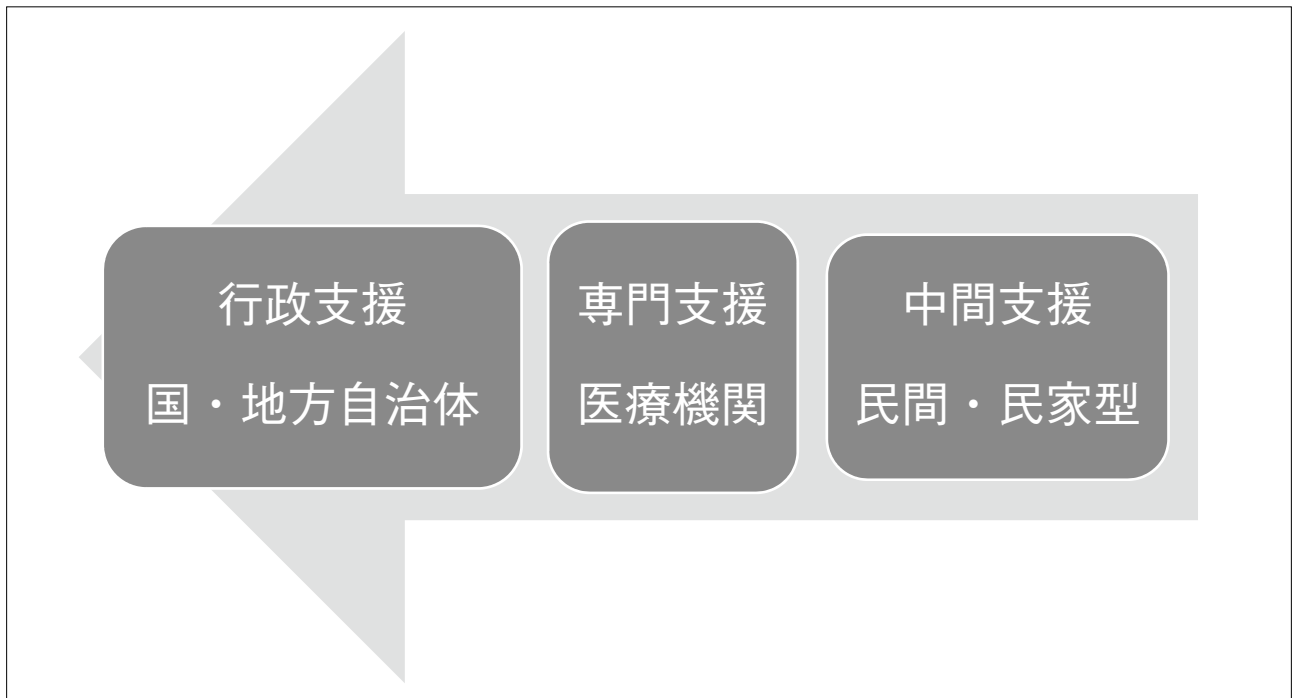 行政支援
国・地方自治体
専門支援
医療機関
中間支援
民間・民家型